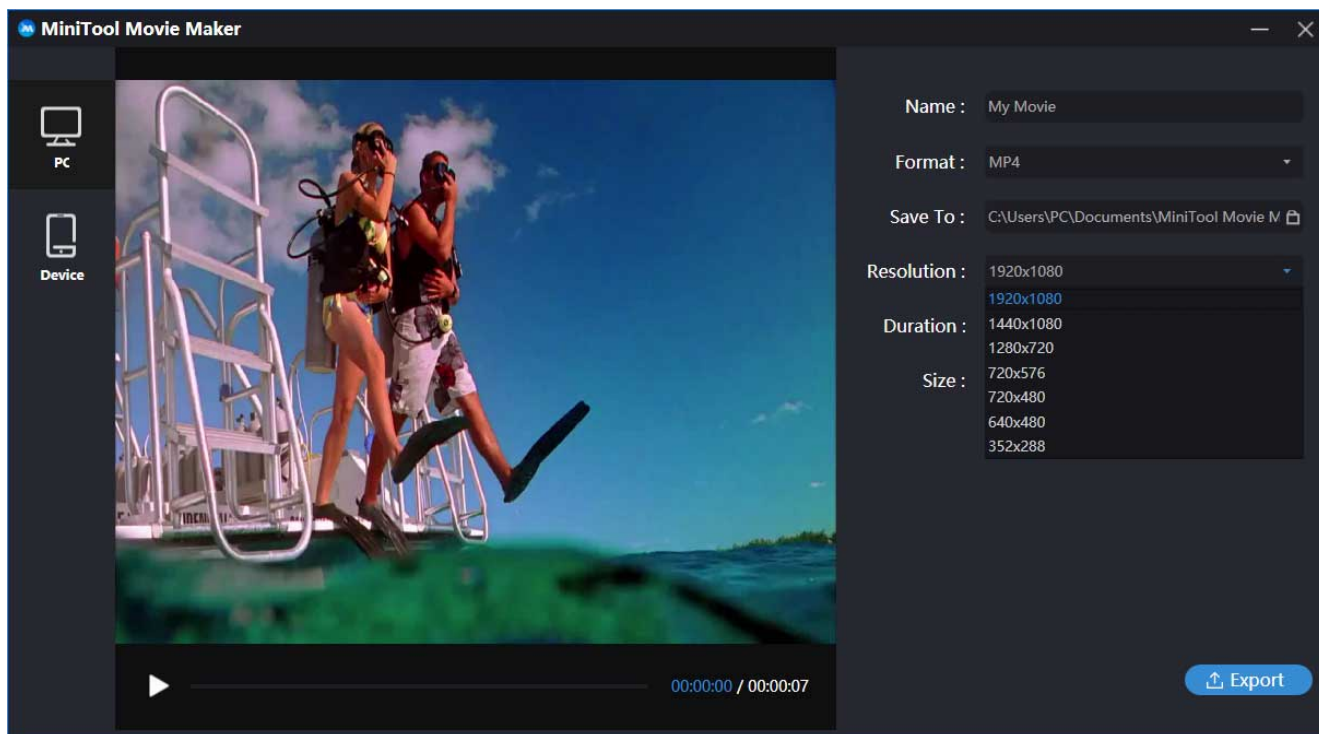 MiniTool Movie Maker
PC
Device
Name : My Movie
Format : MP4
Save To : C:\Users\PC\Documents\MiniTool Movie M
Resolution : 1920x1080
1920x1080
Duration : 1440x1080
1280x720
Size : 720x576
720x480
640x480
352x288
00:00:00 / 00:00:07
Export